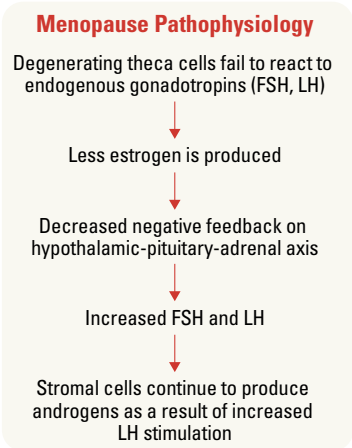 Menopause Pathophysiology
Degenerating theca cells fail to react to
endogenous gonadotropins (FSH, LH)
Less estrogen is produced
Decreased negative feedback on
hypothalamic-pituitary-adrenal axis
Increased FSH and LH
Stromal cells continue to produce
androgens as a result of increased
LH stimulation